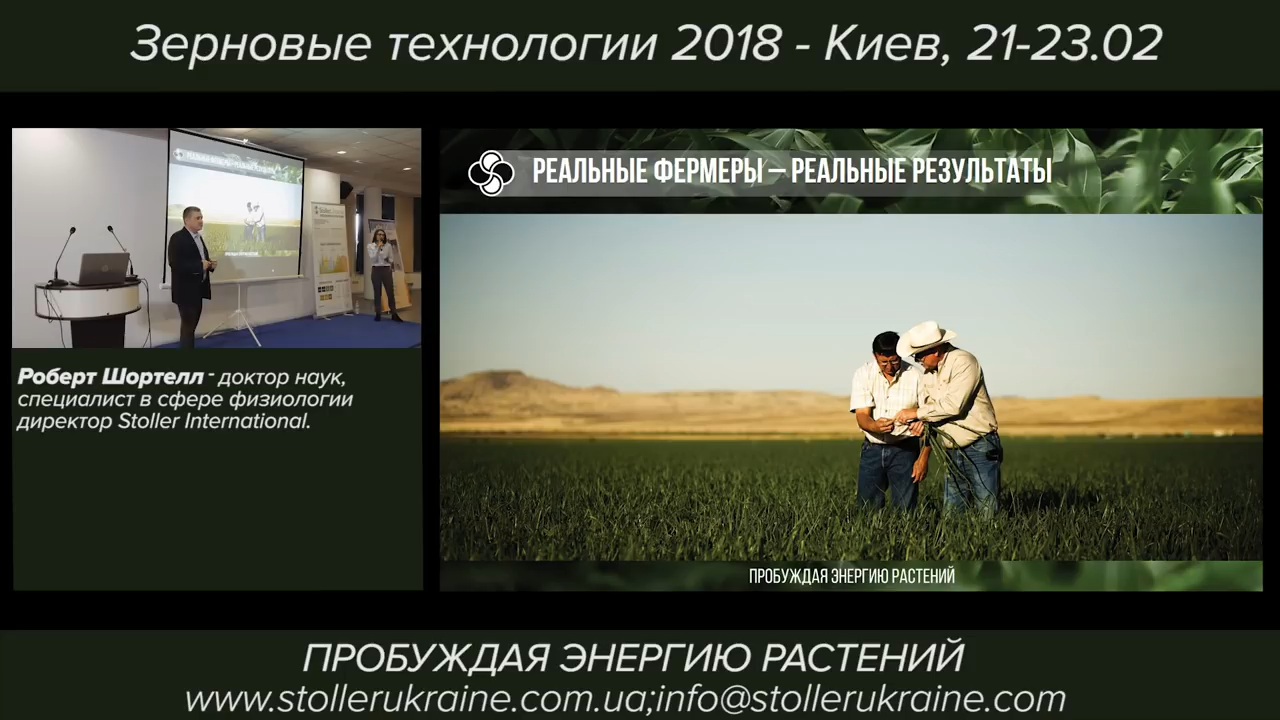 Зерновые технологии 2018 - Киев, 21-23.02
РЕАЛЬНЫЕ ФЕРМЕРЫ – РЕАЛЬНЫЕ РЕЗУЛЬТАТЫ
Роберт Шортелл - доктор наук,
специалист в сфере физиологии
директор Stoller International.
ПРОБУЖДАЯ ЭНЕРГИЮ РАСТЕНИЙ
ПРОБУЖДАЯ ЭНЕРГИЮ РАСТЕНИЙ
www.stollerukraine.com.ua;info@stollerukraine.com